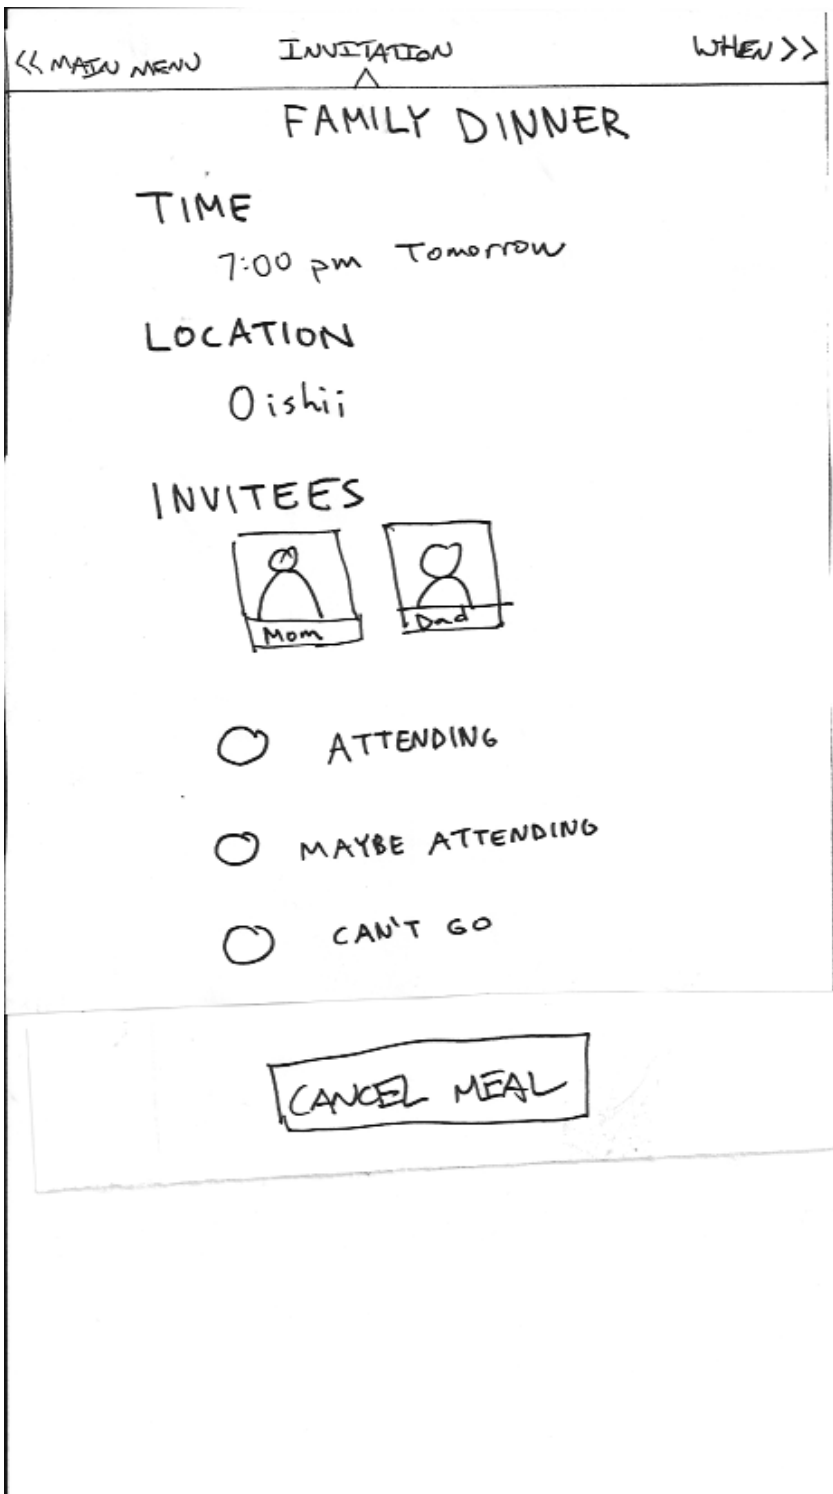 << MAIN MENU INVITATION WHEN >>
FAMILY DINNER
TIME
7:00 pm Tomorrow
LOCATION
Oishii
INVITEES
Mom Dad
ATTENDING
MAYBE ATTENDING
CAN'T GO
CANCEL MEAL